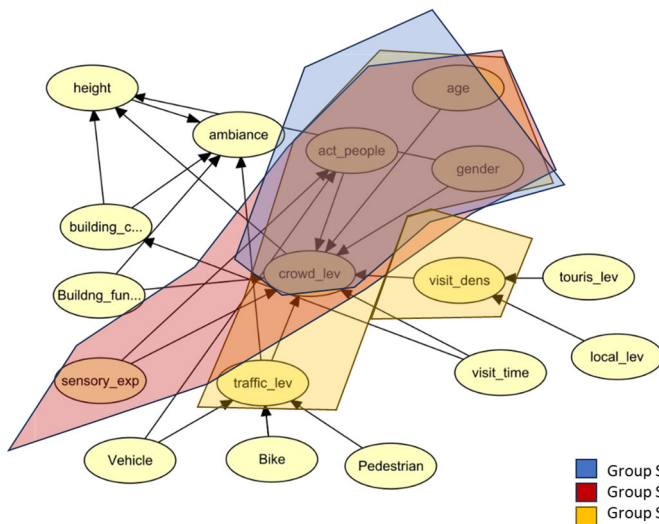 height
age
ambiance
act_people
gender
building_c...
crowd_lev
visit_dens
touris_lev
Buildng_fun...
local_lev
sensory_exp
traffic_lev
visit_time
Vehicle
Bike
Pedestrian
Group S
Group S
Group S